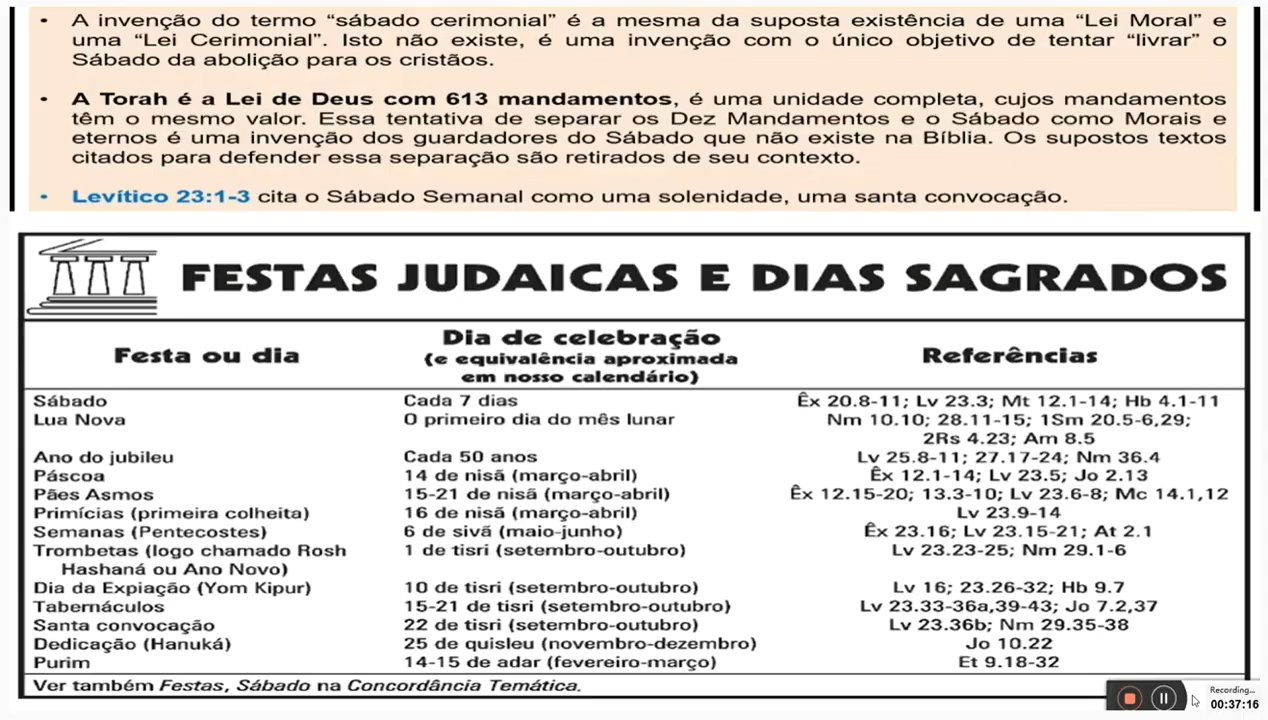 • A invenção do termo “sábado cerimonial” é a mesma da suposta existência de uma “Lei Moral” e
uma “Lei Cerimonial”. Isto não existe, é uma invenção com o único objetivo de tentar “livrar” o
Sábado da abolição para os cristãos.
• A Torah é a Lei de Deus com 613 mandamentos, é uma unidade completa, cujos mandamentos
têm o mesmo valor. Essa tentativa de separar os Dez Mandamentos e o Sábado como Morais e
eternos é uma invenção dos guardadores do Sábado que não existe na Bíblia. Os supostos textos
citados para defender essa separação são retirados de seu contexto.
• Levítico 23:1-3 cita o Sábado Semanal como uma solenidade, uma santa convocação.
FESTAS JUDAICAS E DIAS SAGRADOS
Festa ou dia Dia de celebração (e equivalência aproximada em nosso calendário) Referências
Sábado Cada 7 dias Êx 20.8-11; Lv 23.3; Mt 12.1-14; Hb 4.1-11
Lua Nova O primeiro dia do mês lunar Nm 10.10; 28.11-15; 1Sm 20.5-6,29;
2Rs 4.23; Am 8.5
Ano do jubileu Cada 50 anos Lv 25.8-11; 27.17-24; Nm 36.4
Páscoa 14 de nisã (março-abril) Êx 12.1-14; Lv 23.5; Jo 2.13
Pães Asmos 15-21 de nisã (março-abril) Êx 12.15-20; 13.3-10; Lv 23.6-8; Mc 14.1,12
Primícias (primeira colheita) 16 de nisã (março-abril) Lv 23.9-14
Semanas (Pentecostes) 6 de sivã (maio-junho) Êx 23.16; Lv 23.15-21; At 2.1
Trombetas (logo chamado Rosh 1 de tisri (setembro-outubro) Lv 23.23-25; Nm 29.1-6
Hashaná ou Ano Novo)
Dia da Expiação (Yom Kipur) 10 de tisri (setembro-outubro) Lv 16; 23.26-32; Hb 9.7
Tabernáculos 15-21 de tisri (setembro-outubro) Lv 23.33-36a,39-43; Jo 7.2,37
Santa convocação 22 de tisri (setembro-outubro) Lv 23.36b; Nm 29.35-38
Dedicação (Hanuká) 25 de quisleu (novembro-dezembro) Jo 10.22
Purim 14-15 de adar (fevereiro-março) Et 9.18-32
Ver também Festas, Sábado na Concordância Temática.
Recording...
00:37:16